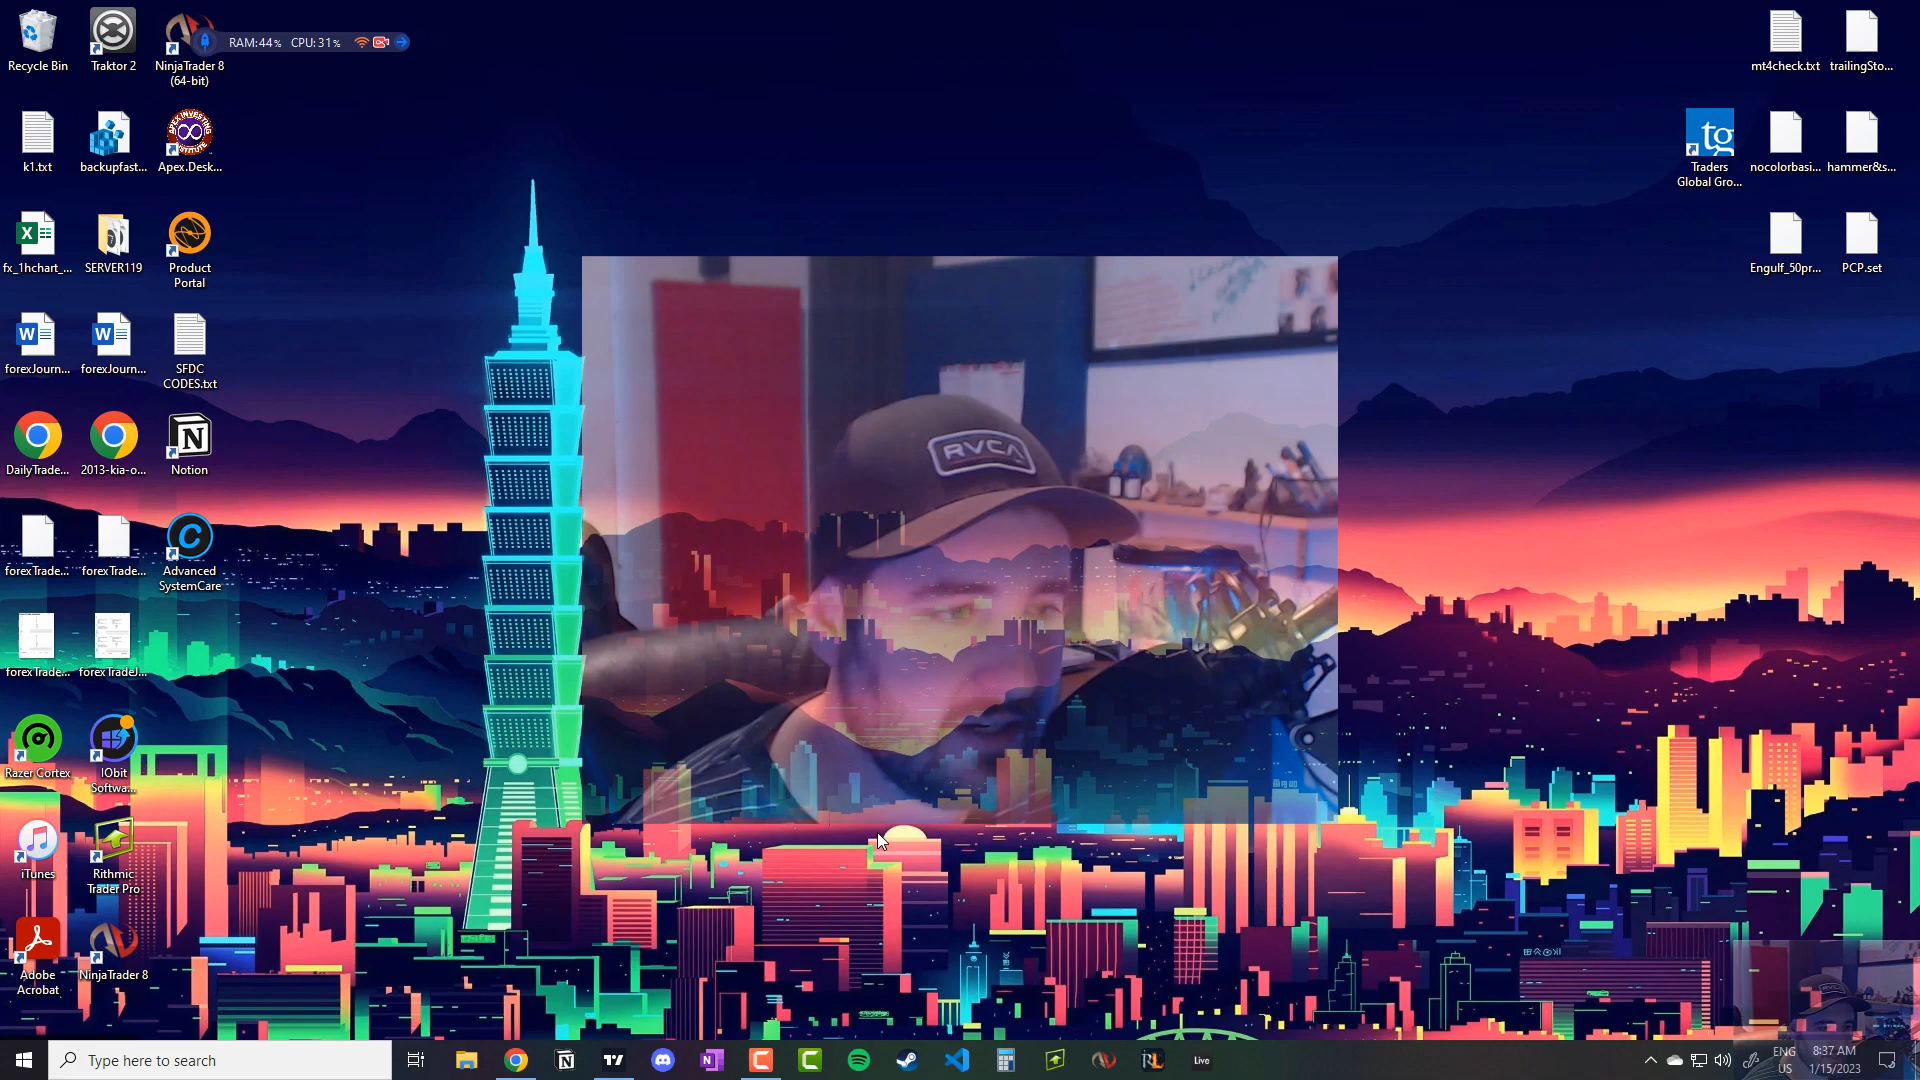 Recycle Bin
Traktor 2
NinjaTrader 8
(64-bit)
RAM:44% CPU:31%
mt4check.txt
trailingSto...
k1.txt
backupfast...
Apex.Desk...
tg
Traders
Global Gro...
nocolorbasi...
hammer&s...
fx_1hchart_...
SERVER119
Product
Portal
Engulf_50pr...
PCP.set
forexJourn...
forexJourn...
SFDC
CODES.txt
DailyTrade...
2013-kia-o...
Notion
RVCA
forexTrade...
forexTrade...
Advanced
SystemCare
forexTrade...
forexTradeJ...
Razer Cortex
IObit
Softwa...
iTunes
Rithmic
Trader Pro
Adobe
Acrobat
NinjaTrader 8
Type here to search
Live
ENG
US
8:37 AM
1/15/2023